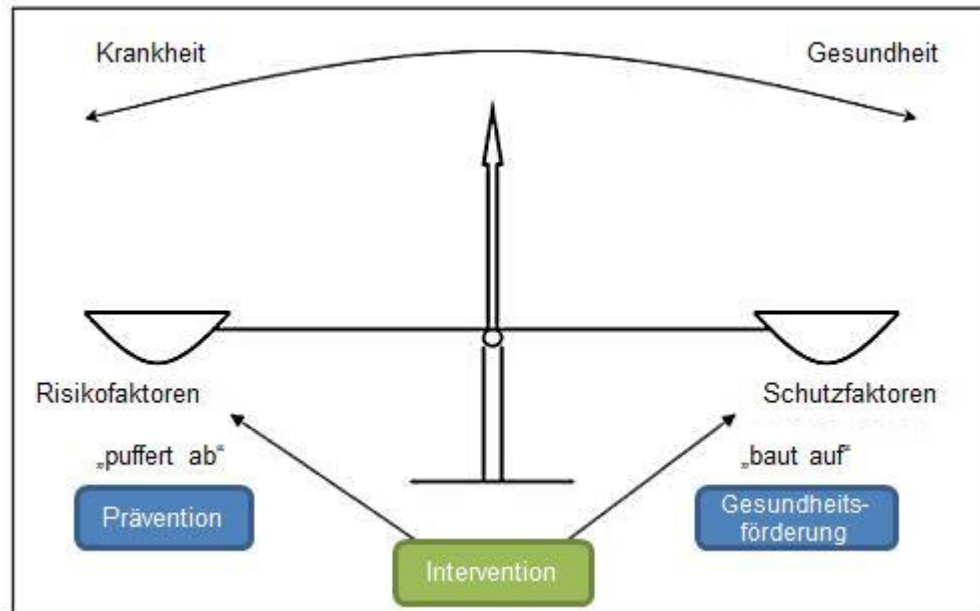 Krankheit
Gesundheit
Risikofaktoren
Schutzfaktoren
„puffert ab“
„baut auf“
Prävention
Gesundheits-
förderung
Intervention